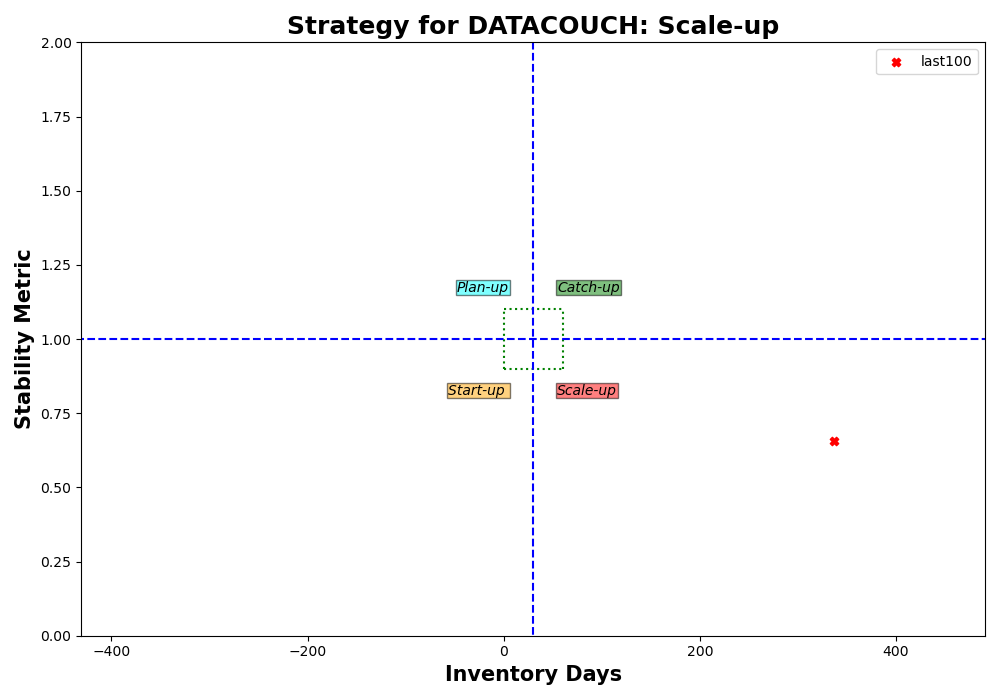 Strategy for DATACOUCH: Scale-up
last100
2.00
1.75
1.50
1.25
1.00
0.75
0.50
0.25
0.00
Stability Metric
Plan-up
Catch-up
Start-up
Scale-up
−400
−200
0
200
400
Inventory Days